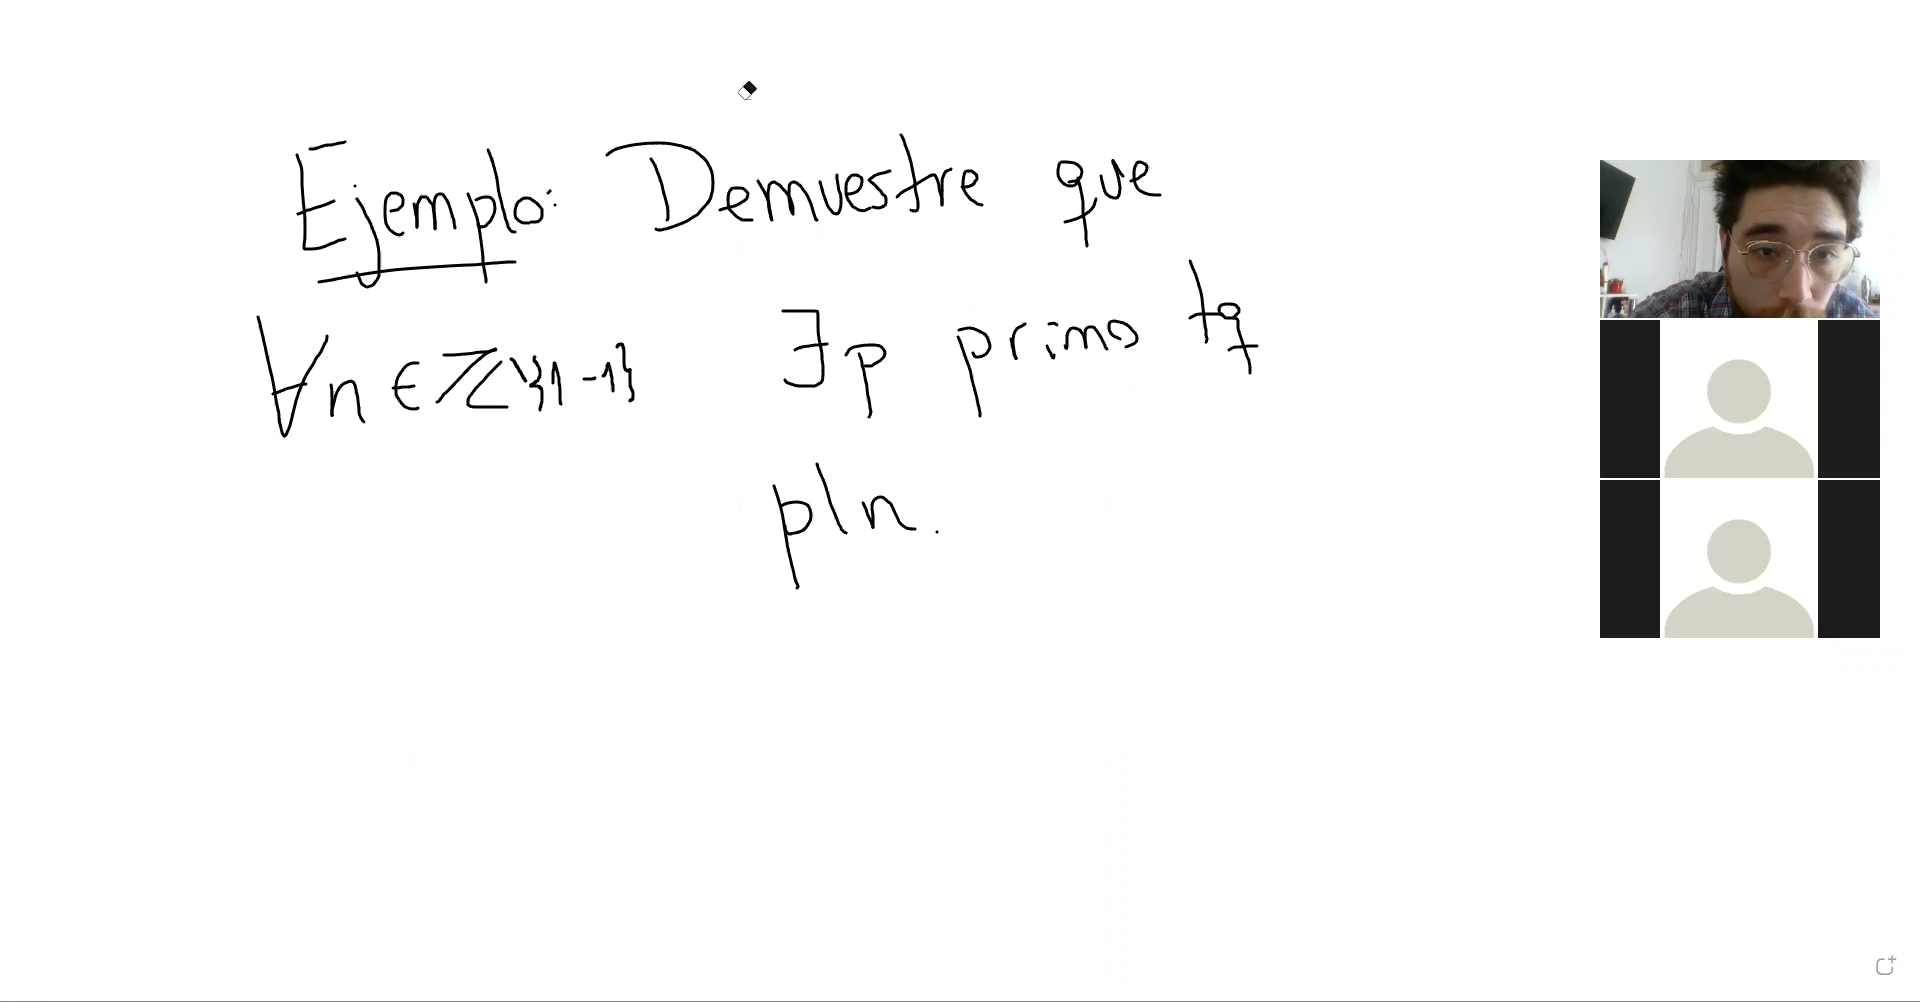 Ejemplo: Demuestre que
∀n ∈ ℤ\{1 -1} ∃p primo tq
p|n.